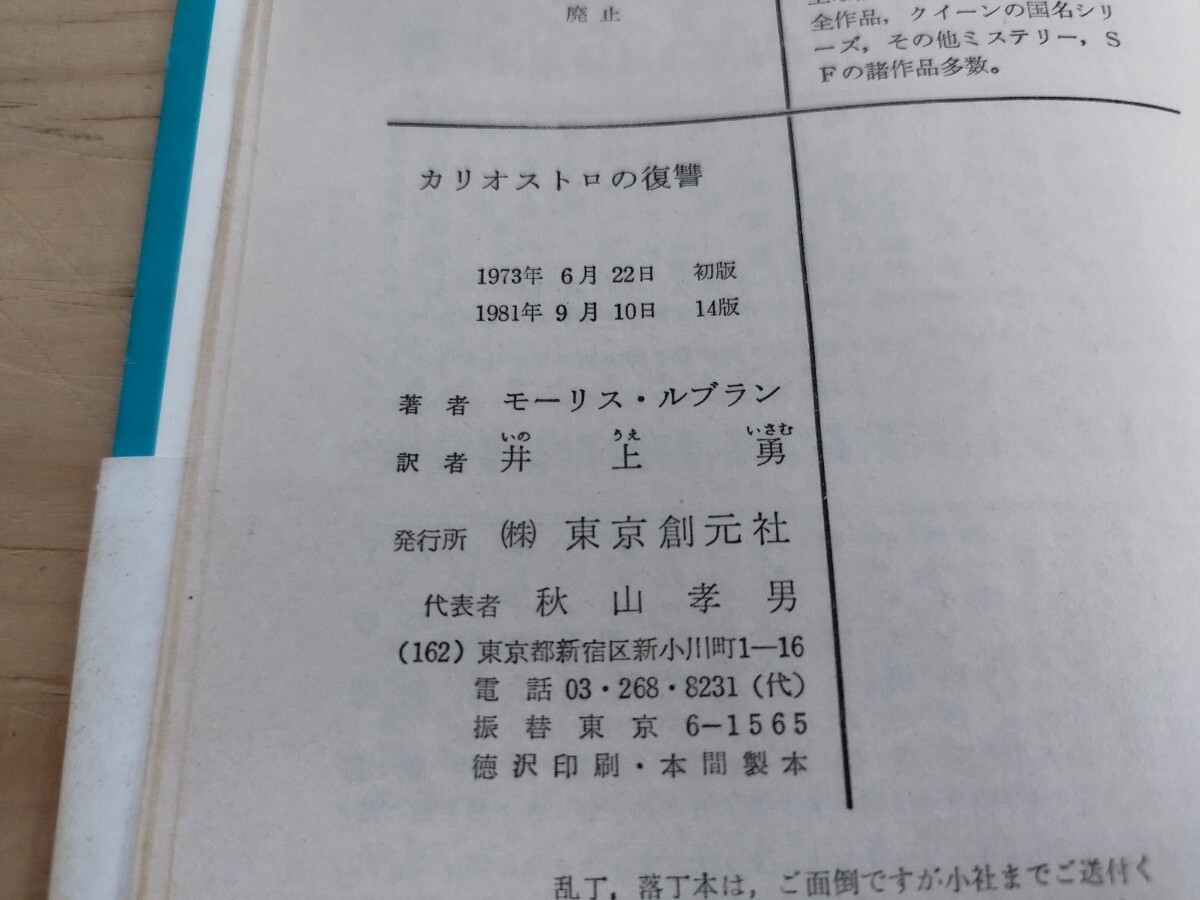 廃止
全作品，クイーンの国名シリ
ーズ，その他ミステリー，S
Fの諸作品多数。
カリオストロの復讐
1973年 6月 22日 初版
1981年 9月 10日 14版
著者 モーリス・ルブラン
いの うえ いさむ
訳者 井上勇
発行所 ㈱ 東京創元社
代表者 秋山孝男
(162) 東京都新宿区新小川町1—16
電話 03・268・8231 (代)
振替東京 6−1565
徳沢印刷・本間製本
乱丁，落丁本は，ご面倒ですが小社までご送付く